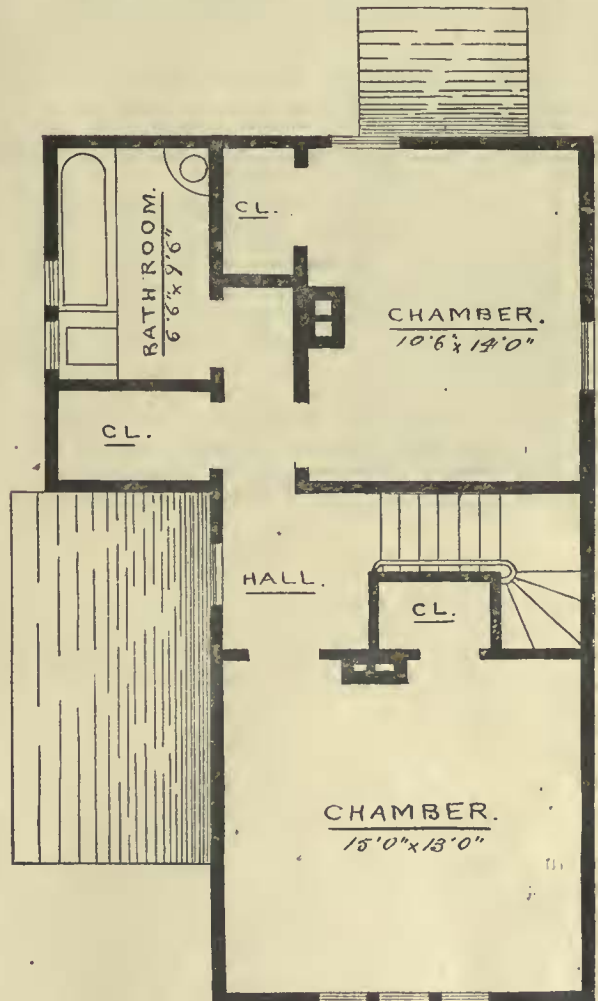 BATH ROOM.
6'6" x 9'6"
CL.
CHAMBER.
10'6" x 14'0"
CL.
HALL.
CL.
CHAMBER.
15'0" x 13'0"